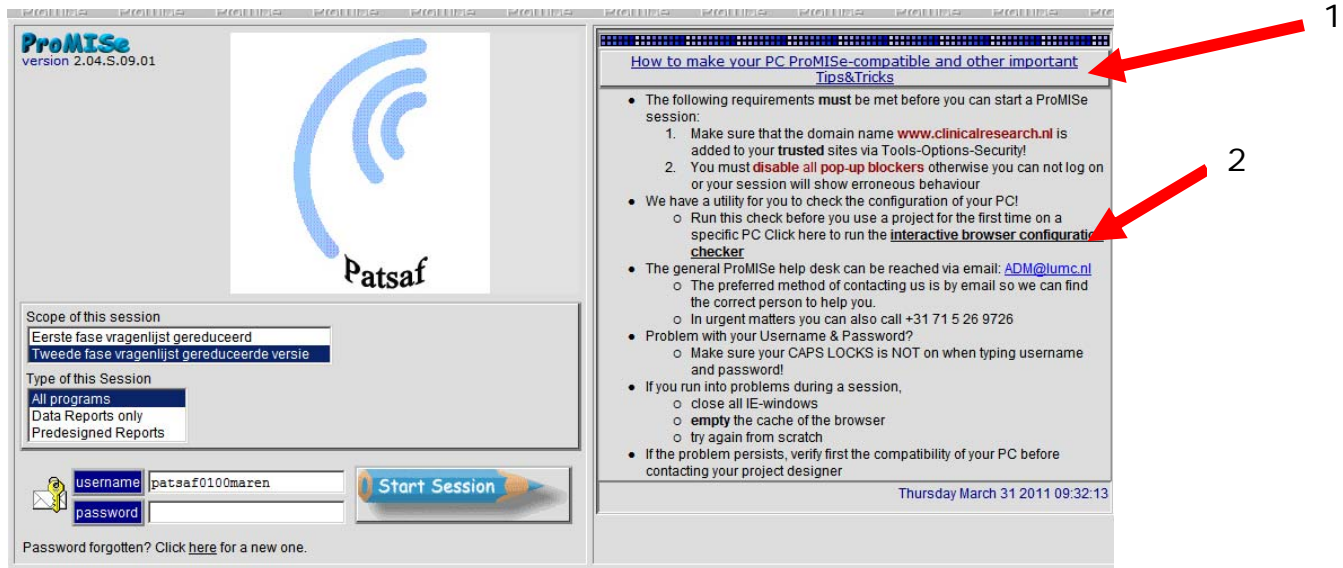 ProMISe
version 2.04.S.09.01
Patsaf
Scope of this session
Eerste fase vragenlijst gereduceerd
Tweede fase vragenlijst gereduceerde versie
Type of this Session
All programs
Data Reports only
Predesigned Reports
username patsaf0100maren
password
Start Session
Password forgotten? Click here for a new one.
1
How to make your PC ProMISe-compatible and other important
Tips&Tricks
• The following requirements must be met before you can start a ProMISe
session:
1. Make sure that the domain name www.clinicalresearch.nl is
added to your trusted sites via Tools-Options-Security!
2. You must disable all pop-up blockers otherwise you can not log on
or your session will show erroneous behaviour
• We have a utility for you to check the configuration of your PC!
o Run this check before you use a project for the first time on a
specific PC Click here to run the interactive browser configuration
checker
2
• The general ProMISe help desk can be reached via email: ADM@lumc.nl
o The preferred method of contacting us is by email so we can find
the correct person to help you.
o In urgent matters you can also call +31 71 5 26 9726
• Problem with your Username & Password?
o Make sure your CAPS LOCKS is NOT on when typing username
and password!
• If you run into problems during a session,
o close all IE-windows
o empty the cache of the browser
o try again from scratch
• If the problem persists, verify first the compatibility of your PC before
contacting your project designer
Thursday March 31 2011 09:32:13